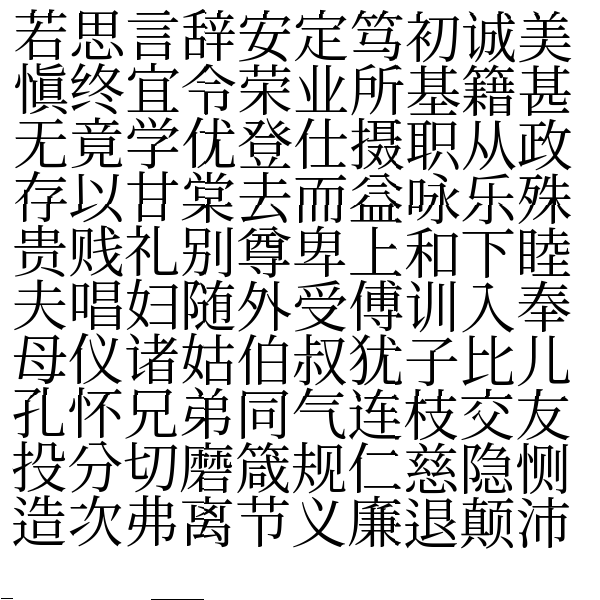 若思言辞安定笃初诚美
慎终宜令荣业所基籍甚
无竟学优登仕摄职从政
存以甘棠去而益咏乐殊
贵贱礼别尊卑上和下睦
夫唱妇随外受傅训入奉
母仪诸姑伯叔犹子比儿
孔怀兄弟同气连枝交友
投分切磨箴规仁慈隐恻
造次弗离节义廉退颠沛